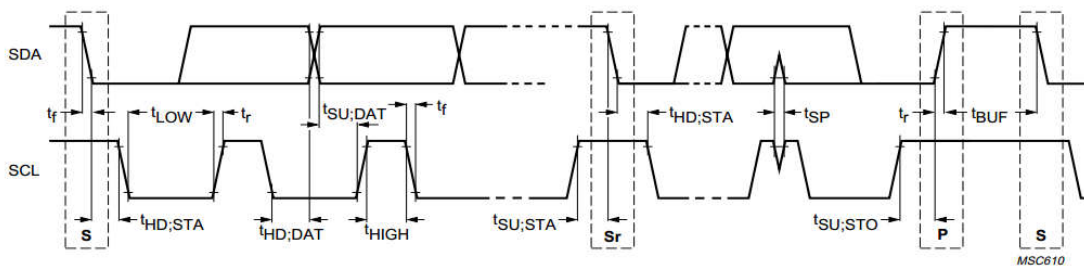 SDA
tf
tLOW
tr
tSU;DAT
tf
tHD;STA
tSP
tr
tBUF
SCL
tHD;STA
tHD;DAT
tHIGH
tSU;STA
tSU;STO
S
Sr
P
S
MSC610